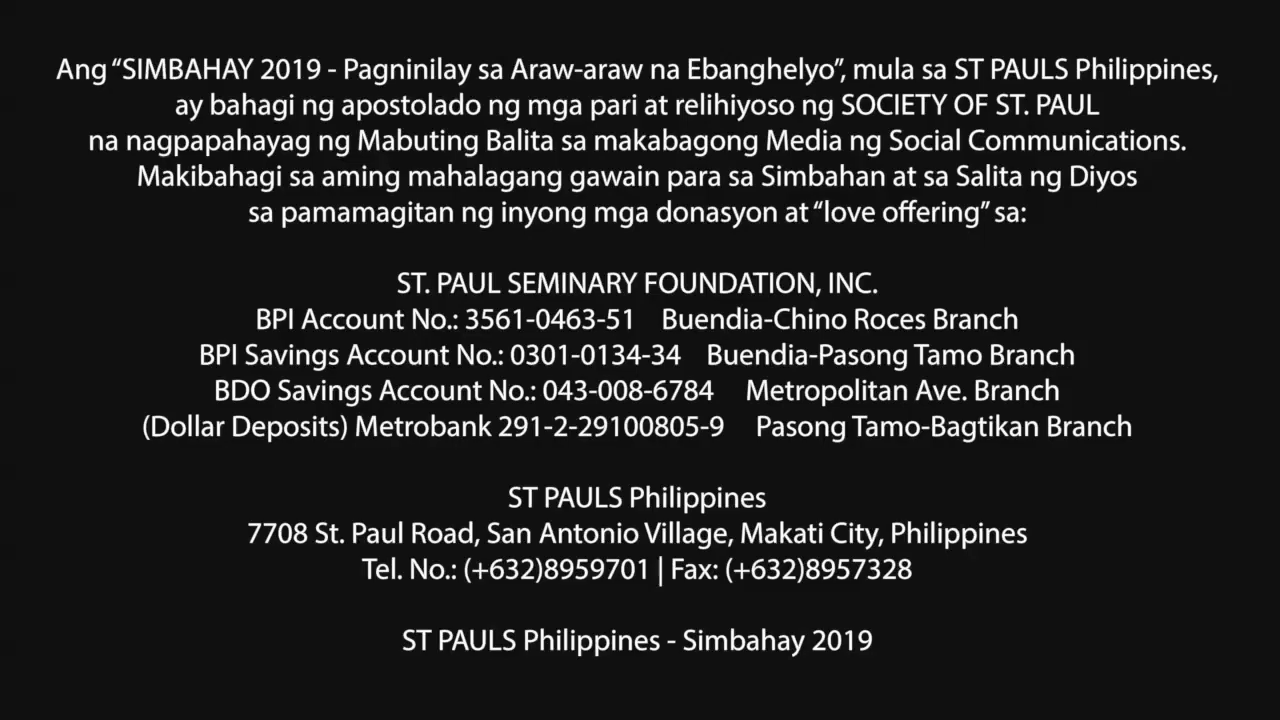 Ang “SIMBAHAY 2019 - Pagninilay sa Araw-araw na Ebanghelyo”, mula sa ST PAULS Philippines,
ay bahagi ng apostolado ng mga pari at relihiyoso ng SOCIETY OF ST. PAUL
na nagpapahayag ng Mabuting Balita sa makabagong Media ng Social Communications.
Makibahagi sa aming mahalagang gawain para sa Simbahan at sa Salita ng Diyos
sa pamamagitan ng inyong mga donasyon at “love offering” sa:
ST. PAUL SEMINARY FOUNDATION, INC.
BPI Account No.: 3561-0463-51 Buendia-Chino Roces Branch
BPI Savings Account No.: 0301-0134-34 Buendia-Pasong Tamo Branch
BDO Savings Account No.: 043-008-6784 Metropolitan Ave. Branch
(Dollar Deposits) Metrobank 291-2-29100805-9 Pasong Tamo-Bagtikan Branch
ST PAULS Philippines
7708 St. Paul Road, San Antonio Village, Makati City, Philippines
Tel. No.: (+632)8959701 | Fax: (+632)8957328
ST PAULS Philippines - Simbahay 2019